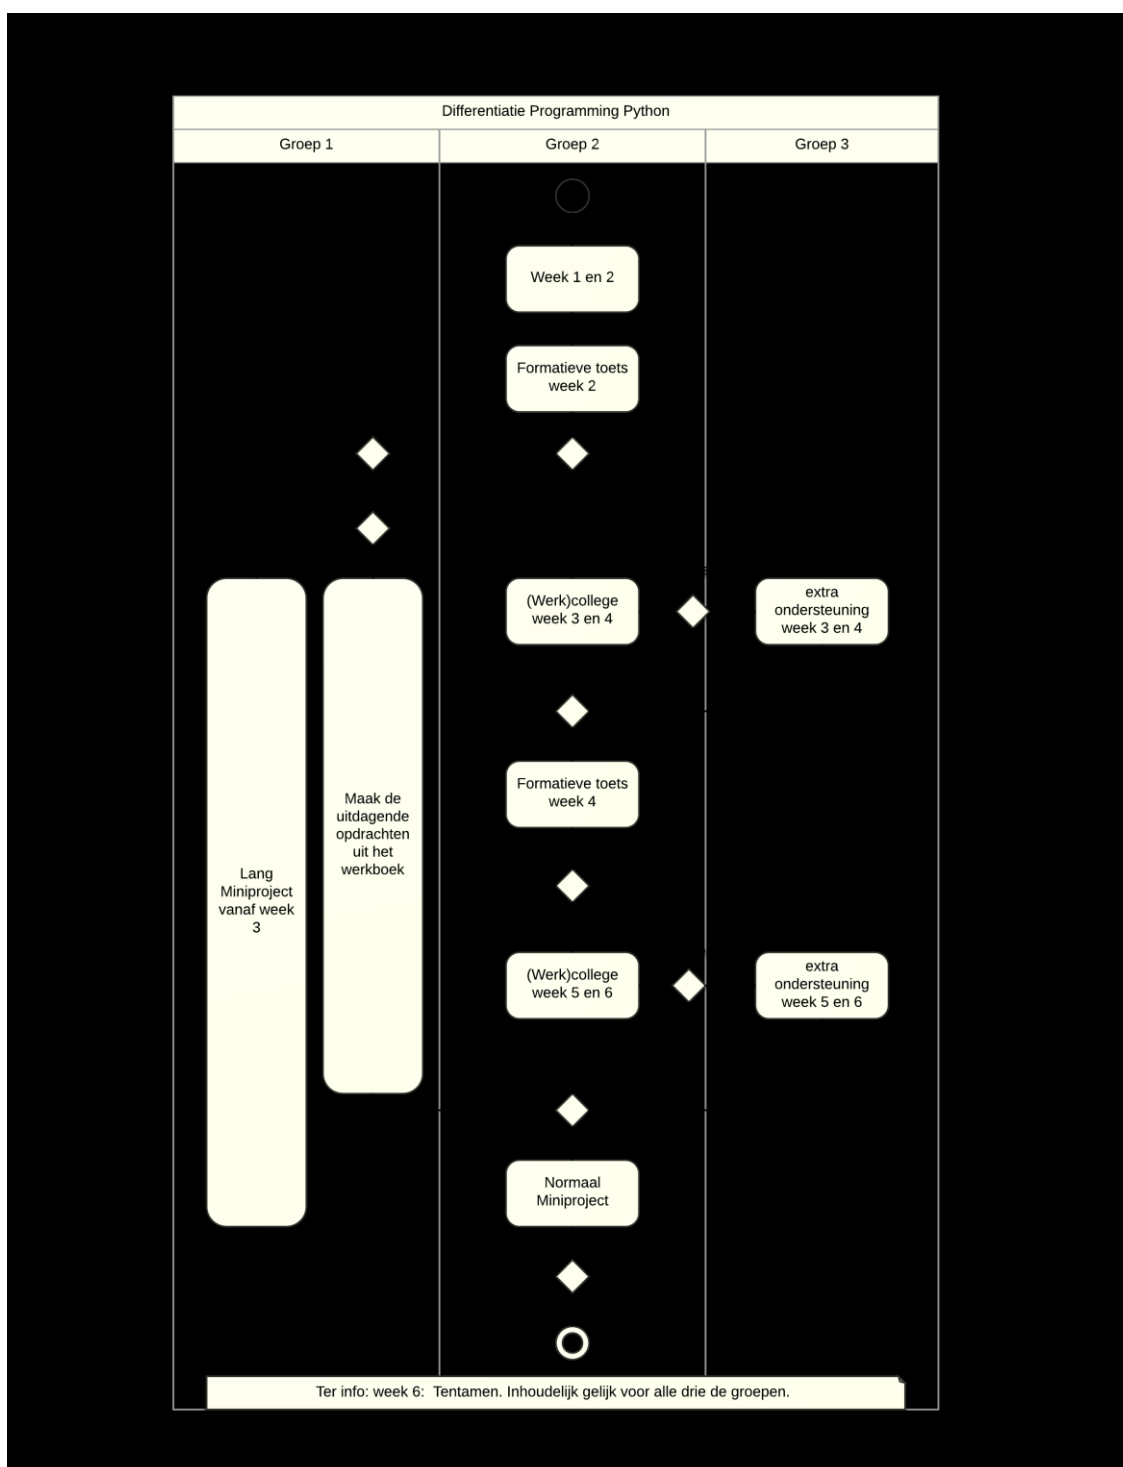 Differentiatie Programming Python
Groep 1
Groep 2
Groep 3
Week 1 en 2
Formatieve toets
week 2
(Werk)college
week 3 en 4
extra
ondersteuning
week 3 en 4
Formatieve toets
week 4
Maak de
uitdagende
opdrachten
uit het
werkboek
Lang
Miniproject
vanaf week
3
(Werk)college
week 5 en 6
extra
ondersteuning
week 5 en 6
Normaal
Miniproject
Ter info: week 6: Tentamen. Inhoudelijk gelijk voor alle drie de groepen.